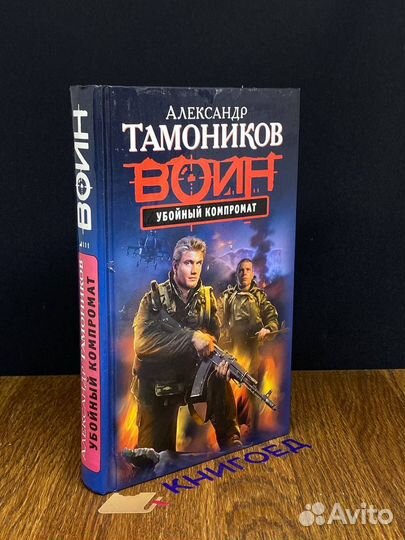 АЛЕКСАНДР
ТАМОНИКОВ
ВОИН
УБОЙНЫЙ КОМПРОМАТ
ВОИН
АЛЕКСАНДР ТАМОНИКОВ
УБОЙНЫЙ КОМПРОМАТ
КНИГОЕД
Avito